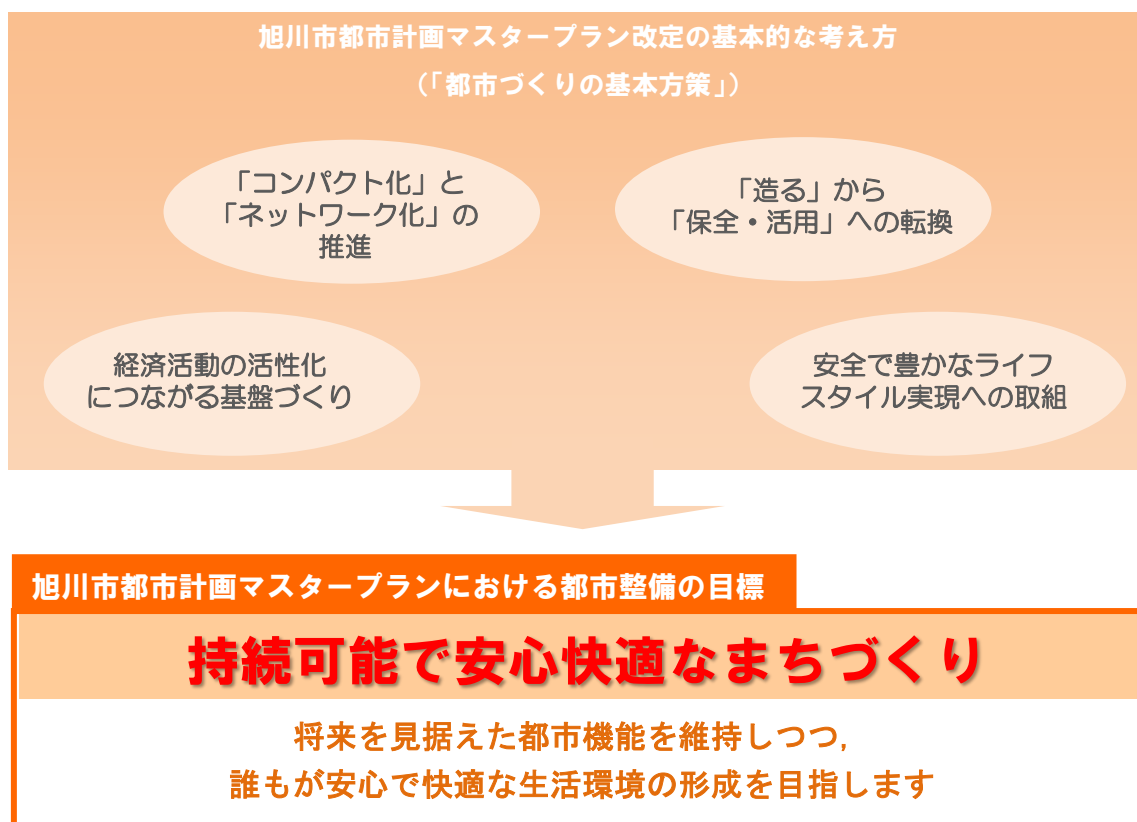 旭川市都市計画マスタープラン改定の基本的な考え方
（「都市づくりの基本方策」）
「コンパクト化」と
「ネットワーク化」の
推進
「造る」から
「保全・活用」への転換
経済活動の活性化
につながる基盤づくり
安全で豊かなライフ
スタイル実現への取組
旭川市都市計画マスタープランにおける都市整備の目標
持続可能で安心快適なまちづくり
将来を見据えた都市機能を維持しつつ,
誰もが安心で快適な生活環境の形成を目指します